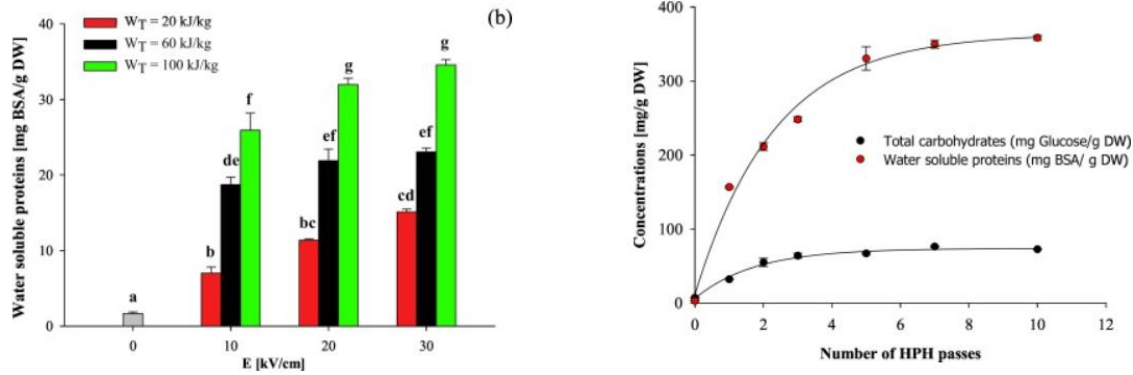 (b)
W_T = 20 kJ/kg
W_T = 60 kJ/kg
W_T = 100 kJ/kg
Water soluble proteins [mg BSA/g DW]
40
30
20
10
0
a
b
de
f
bc
ef
g
cd
ef
g
0
10
20
30
E [kV/cm]
Concentrations [mg/g DW]
400
300
200
100
0
Total carbohydrates (mg Glucose/g DW)
Water soluble proteins (mg BSA/ g DW)
0
2
4
6
8
10
12
Number of HPH passes